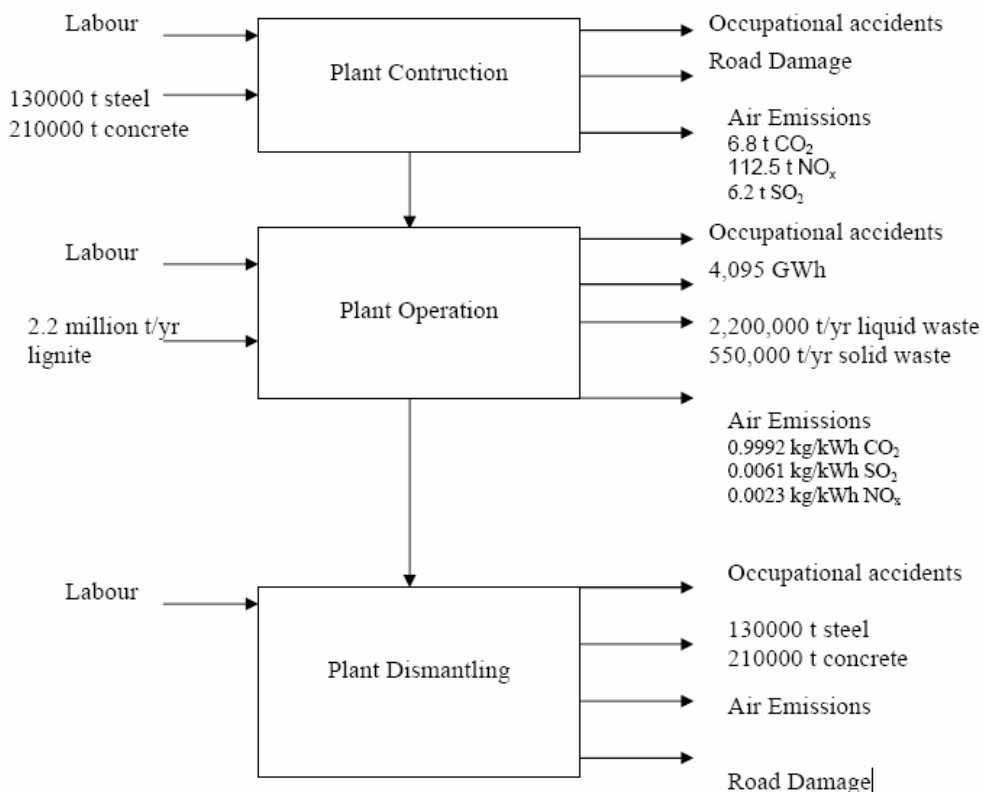 Labour
130000 t steel
210000 t concrete
Plant Contruction
Occupational accidents
Road Damage
Air Emissions
6.8 t CO₂
112.5 t NOₓ
6.2 t SO₂
Labour
2.2 million t/yr
lignite
Plant Operation
Occupational accidents
4,095 GWh
2,200,000 t/yr liquid waste
550,000 t/yr solid waste
Air Emissions
0.9992 kg/kWh CO₂
0.0061 kg/kWh SO₂
0.0023 kg/kWh NOₓ
Labour
Plant Dismantling
Occupational accidents
130000 t steel
210000 t concrete
Air Emissions
Road Damage